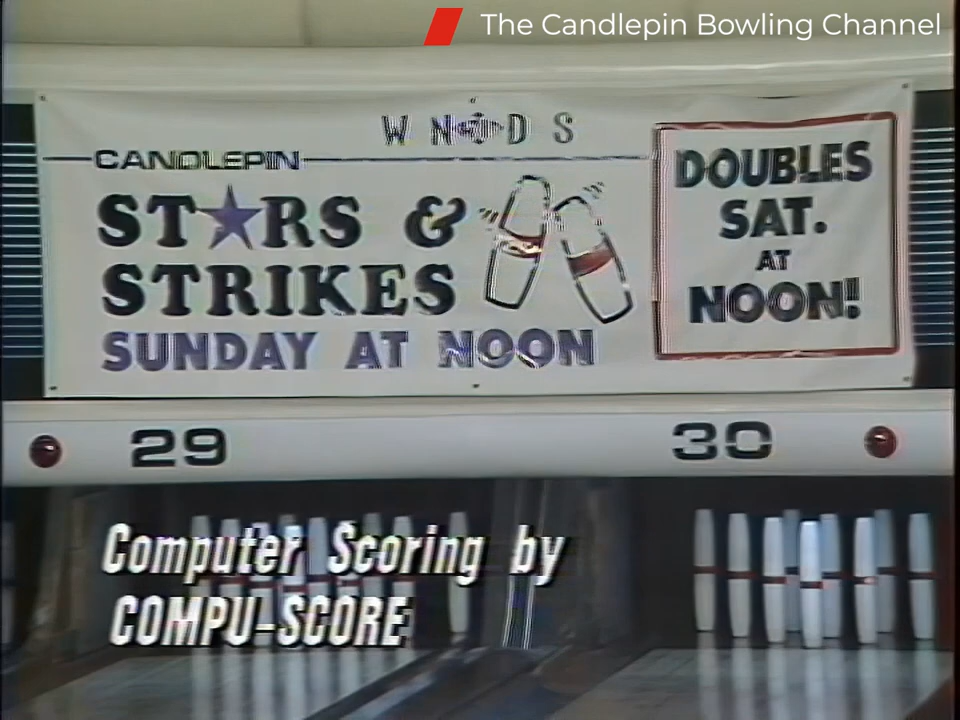 The Candlepin Bowling Channel
W N D S
CANDLEPIN
ST★RS &
STRIKES
SUNDAY AT NOON
DOUBLES
SAT.
AT
NOON!
29
30
Computer Scoring by
COMPU-SCORE